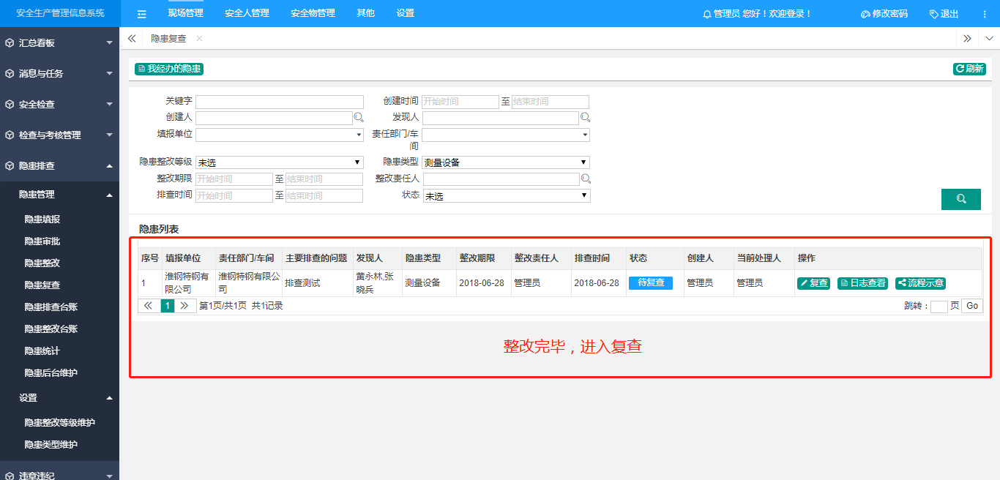 安全生产管理信息系统 现场管理 安全人管理 安全物管理 其他 设置 管理员 您好！欢迎登录！ 修改密码 退出
汇总看板
消息与任务
安全检查
检查与考核管理
隐患排查
隐患管理
隐患填报
隐患审批
隐患整改
隐患复查
隐患排查台账
隐患整改台账
隐患统计
隐患后台维护
设置
隐患整改等级维护
隐患类型维护
违章违纪
隐患复查
我经办的隐患 刷新
关键字 创建时间 开始时间 至 结束时间
创建人 发现人
填报单位 责任部门/车
间
隐患整改等级 未选 隐患类型 测量设备
整改期限 开始时间 至 结束时间 整改责任人
排查时间 开始时间 至 结束时间 状态 未选
隐患列表
序号 填报单位 责任部门/车间 主要排查的问题 发现人 隐患类型 整改期限 整改责任人 排查时间 状态 创建人 当前处理人 操作
1 淮钢特钢有 淮钢特钢有限公 排查测试 黄永林,张 测量设备 2018-06-28 管理员 2018-06-28 待复查 管理员 管理员 复查 日志查看 流程示意
限公司 司 晓兵
1 第1页/共1页 共1记录 跳转： 页 Go
整改完毕，进入复查